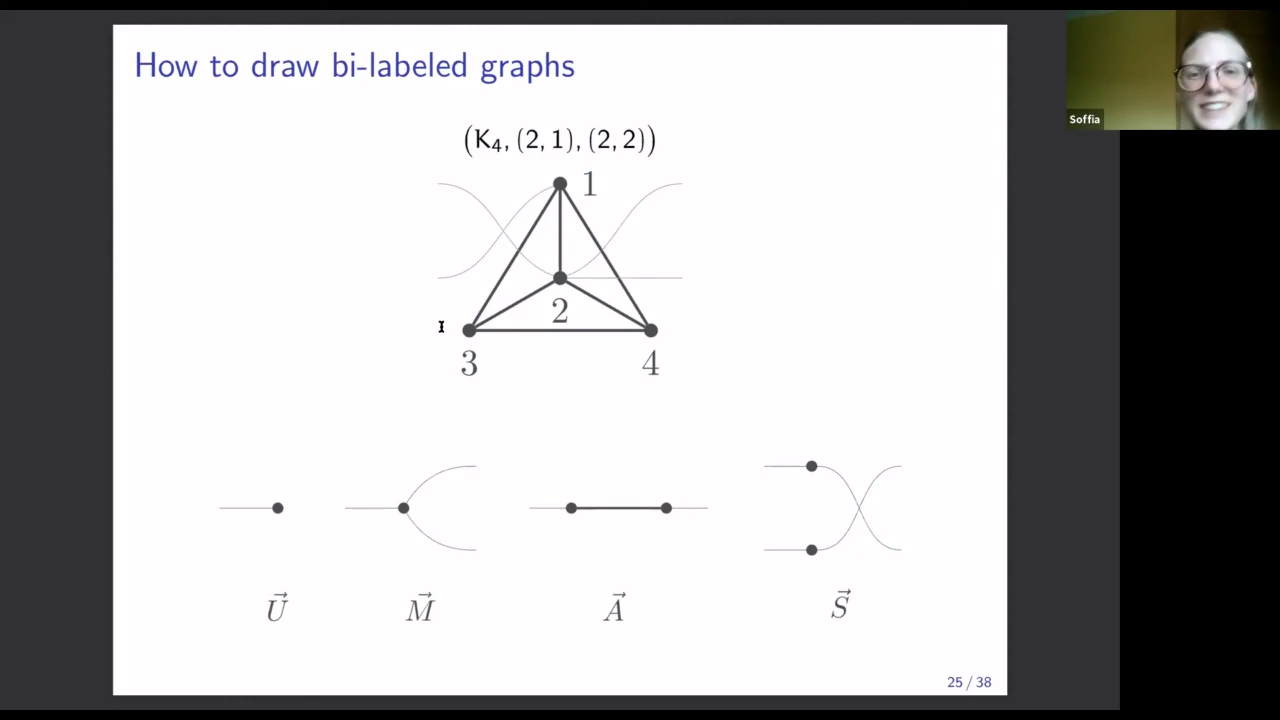 How to draw bi-labeled graphs
Soffia
(K₄, (2, 1), (2, 2))
1
2
3
4
U⃗ M⃗ A⃗ S⃗
25 / 38